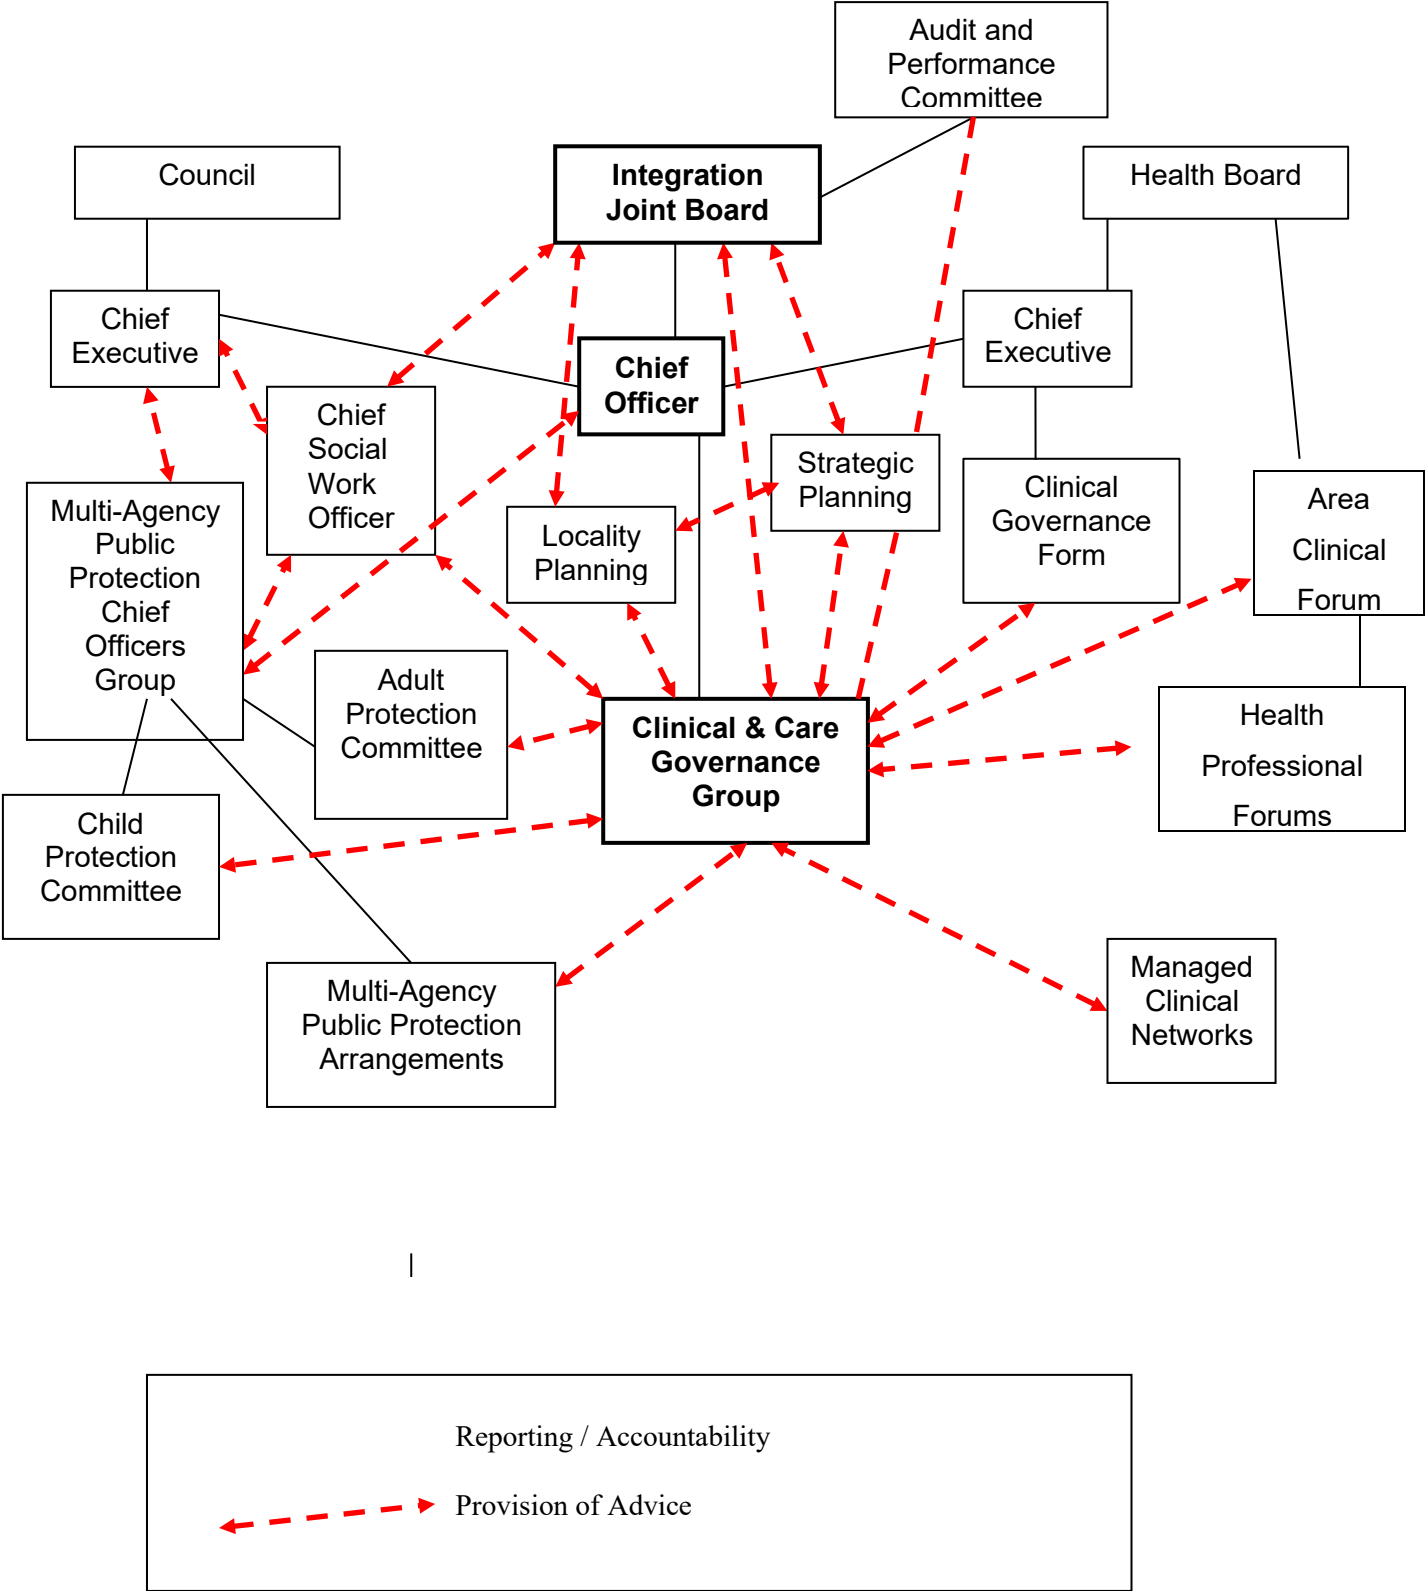 Audit and
Performance
Committee
Council
Integration
Joint Board
Health Board
Chief
Executive
Chief
Officer
Chief
Executive
Chief
Social
Work
Officer
Strategic
Planning
Clinical
Governance
Form
Area
Clinical
Forum
Multi-Agency
Public
Protection
Chief
Officers
Group
Locality
Planning
Adult
Protection
Committee
Clinical & Care
Governance
Group
Health
Professional
Forums
Child
Protection
Committee
Multi-Agency
Public Protection
Arrangements
Managed
Clinical
Networks
Reporting / Accountability
Provision of Advice